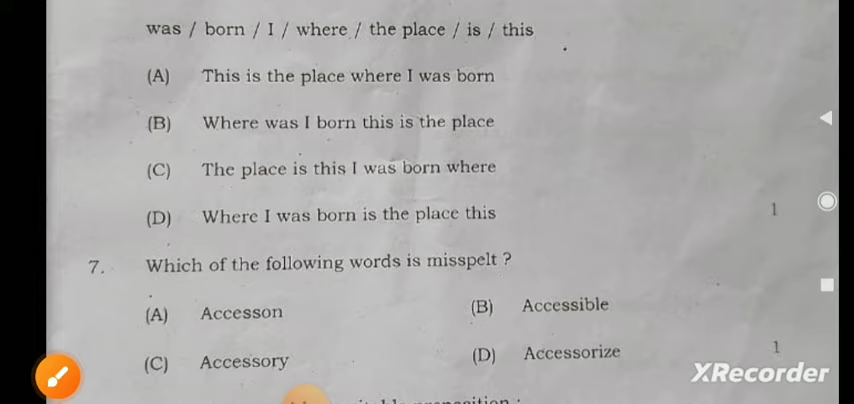 was / born / I / where / the place / is / this
(A) This is the place where I was born
(B) Where was I born this is the place
(C) The place is this I was born where
(D) Where I was born is the place this
1
7. Which of the following words is misspelt ?
(A) Accesson (B) Accessible
(C) Accessory (D) Accessorize
1
XRecorder